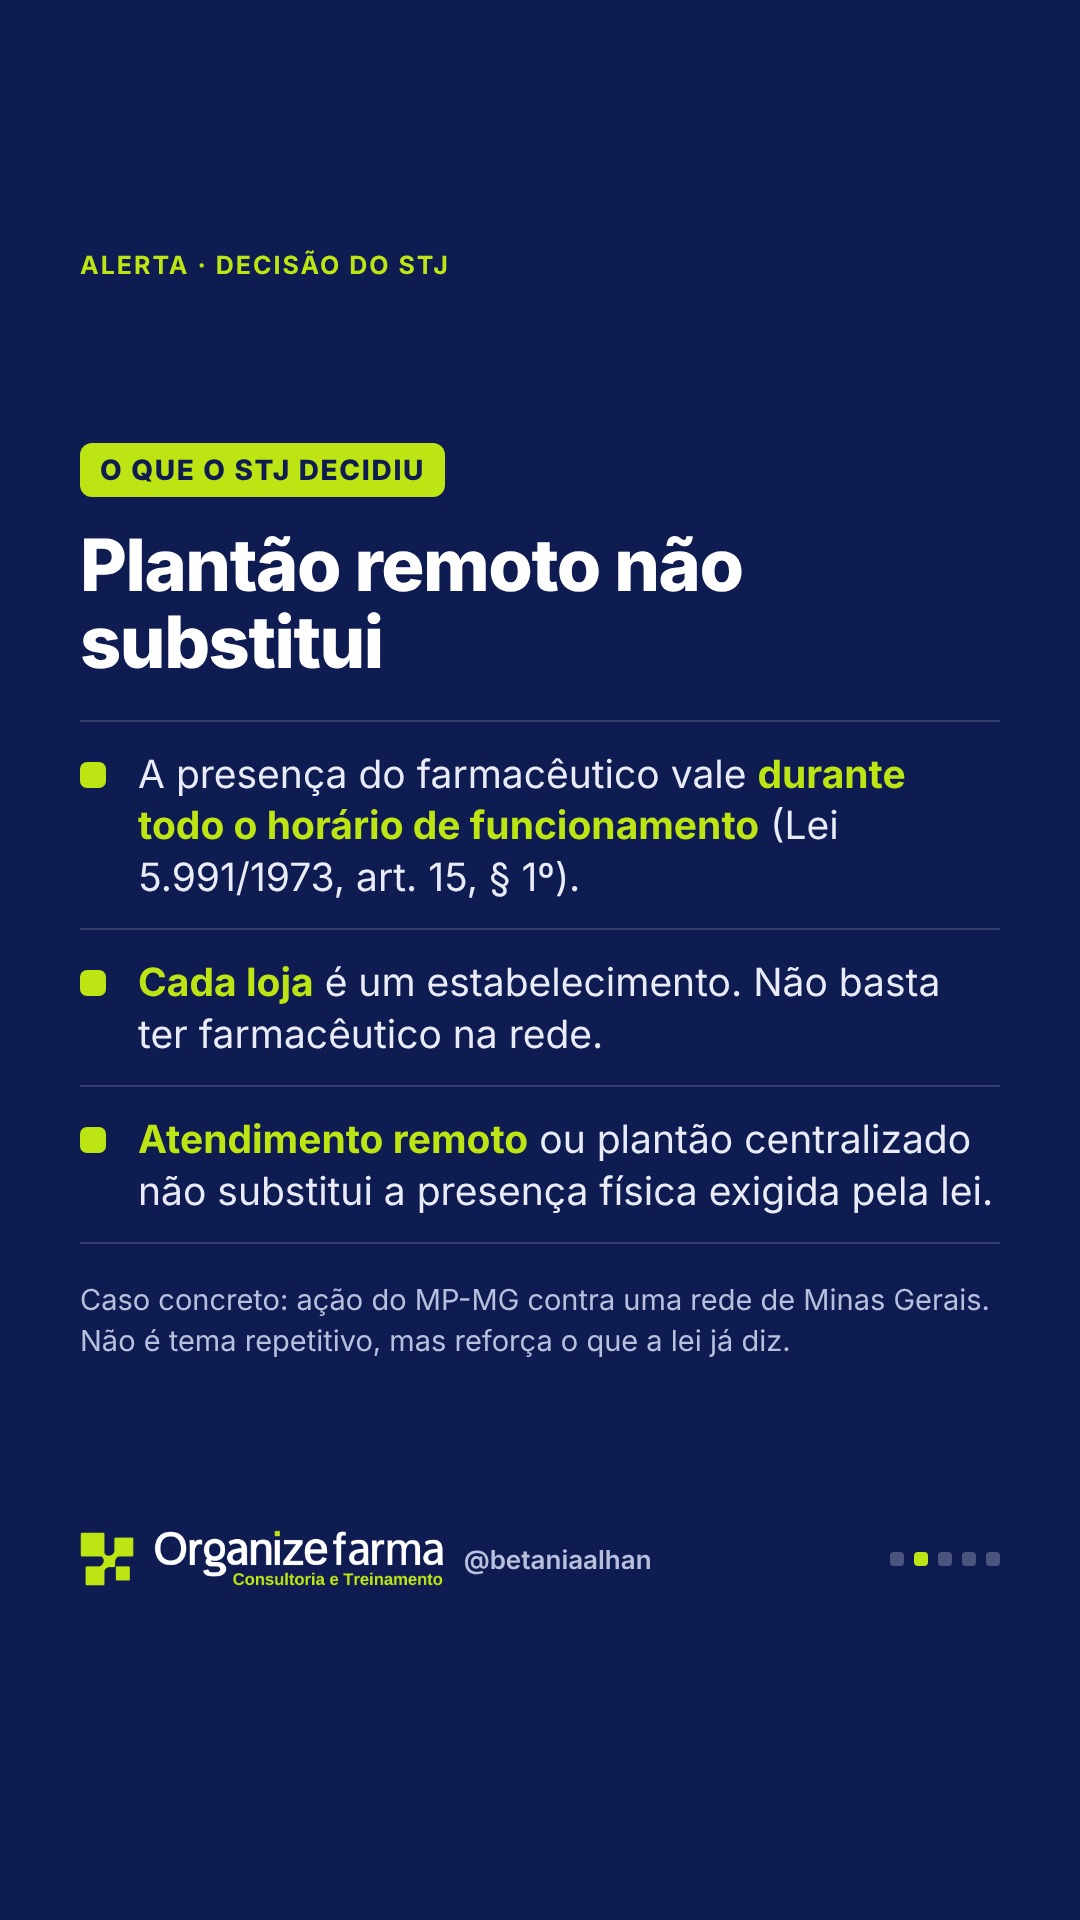 ALERTA · DECISÃO DO STJ
O QUE O STJ DECIDIU
Plantão remoto não
substitui
A presença do farmacêutico vale durante
todo o horário de funcionamento (Lei
5.991/1973, art. 15, § 1º).
Cada loja é um estabelecimento. Não basta
ter farmacêutico na rede.
Atendimento remoto ou plantão centralizado
não substitui a presença física exigida pela lei.
Caso concreto: ação do MP-MG contra uma rede de Minas Gerais.
Não é tema repetitivo, mas reforça o que a lei já diz.
Organizefarma
Consultoria e Treinamento
@betaniaalhan